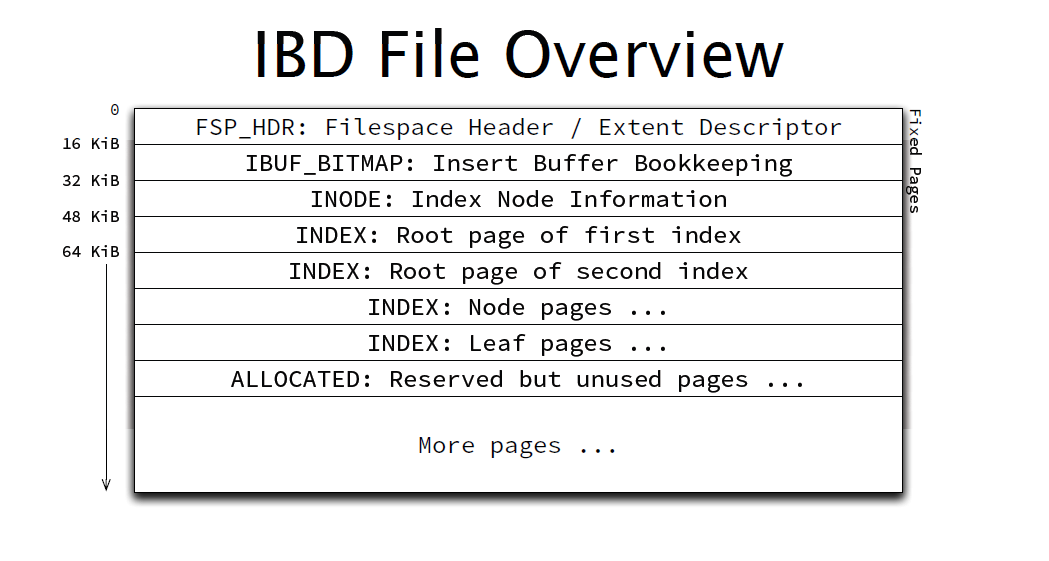 IBD File Overview
0
FSP_HDR: Filespace Header / Extent Descriptor
16 KiB
IBUF_BITMAP: Insert Buffer Bookkeeping
32 KiB
INODE: Index Node Information
48 KiB
INDEX: Root page of first index
64 KiB
INDEX: Root page of second index
INDEX: Node pages ...
INDEX: Leaf pages ...
ALLOCATED: Reserved but unused pages ...
More pages ...
Fixed Pages